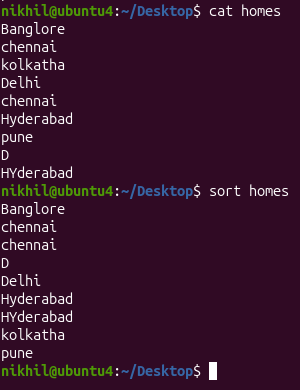 nikhil@ubuntu4:~/Desktop$ cat homes
Banglore
chennai
kolkatha
Delhi
chennai
Hyderabad
pune
D
HYderabad
nikhil@ubuntu4:~/Desktop$ sort homes
Banglore
chennai
chennai
D
Delhi
Hyderabad
HYderabad
kolkatha
pune
nikhil@ubuntu4:~/Desktop$